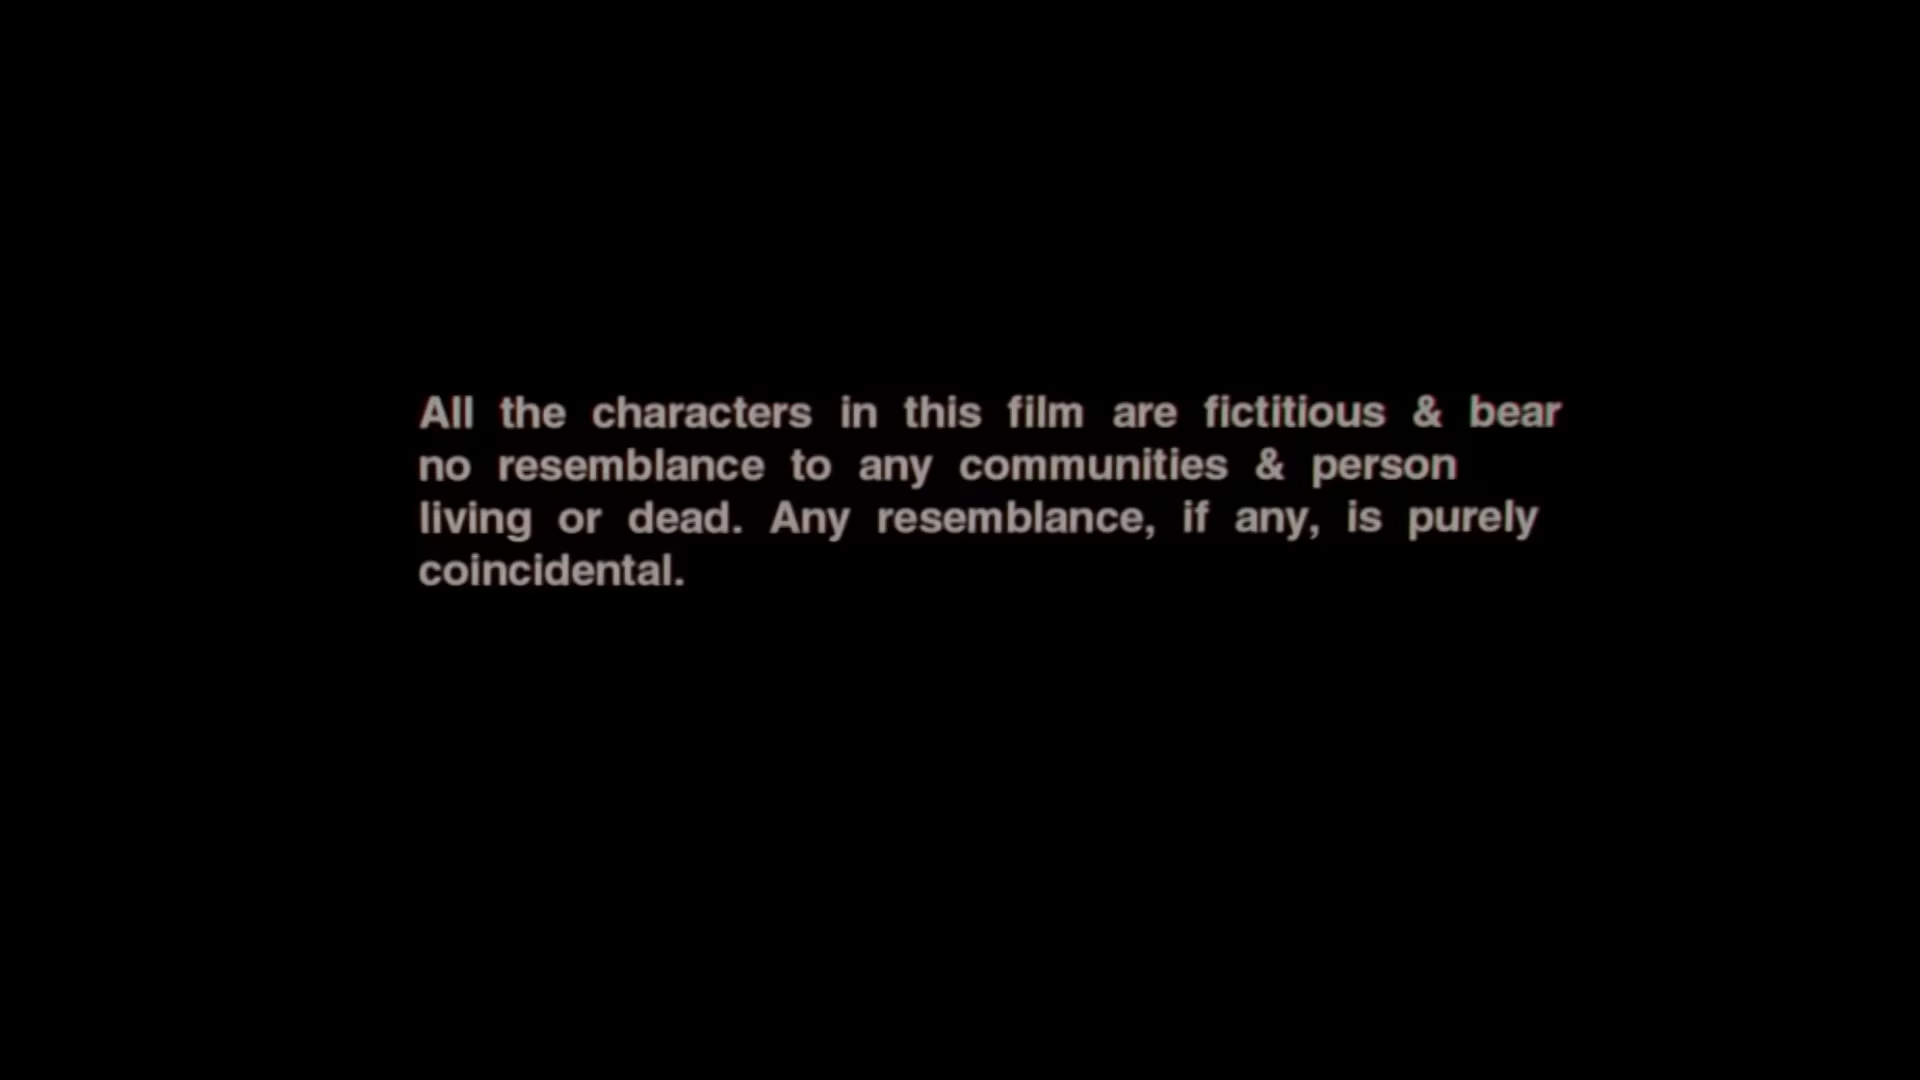 All the characters in this film are fictitious & bear
no resemblance to any communities & person
living or dead. Any resemblance, if any, is purely
coincidental.